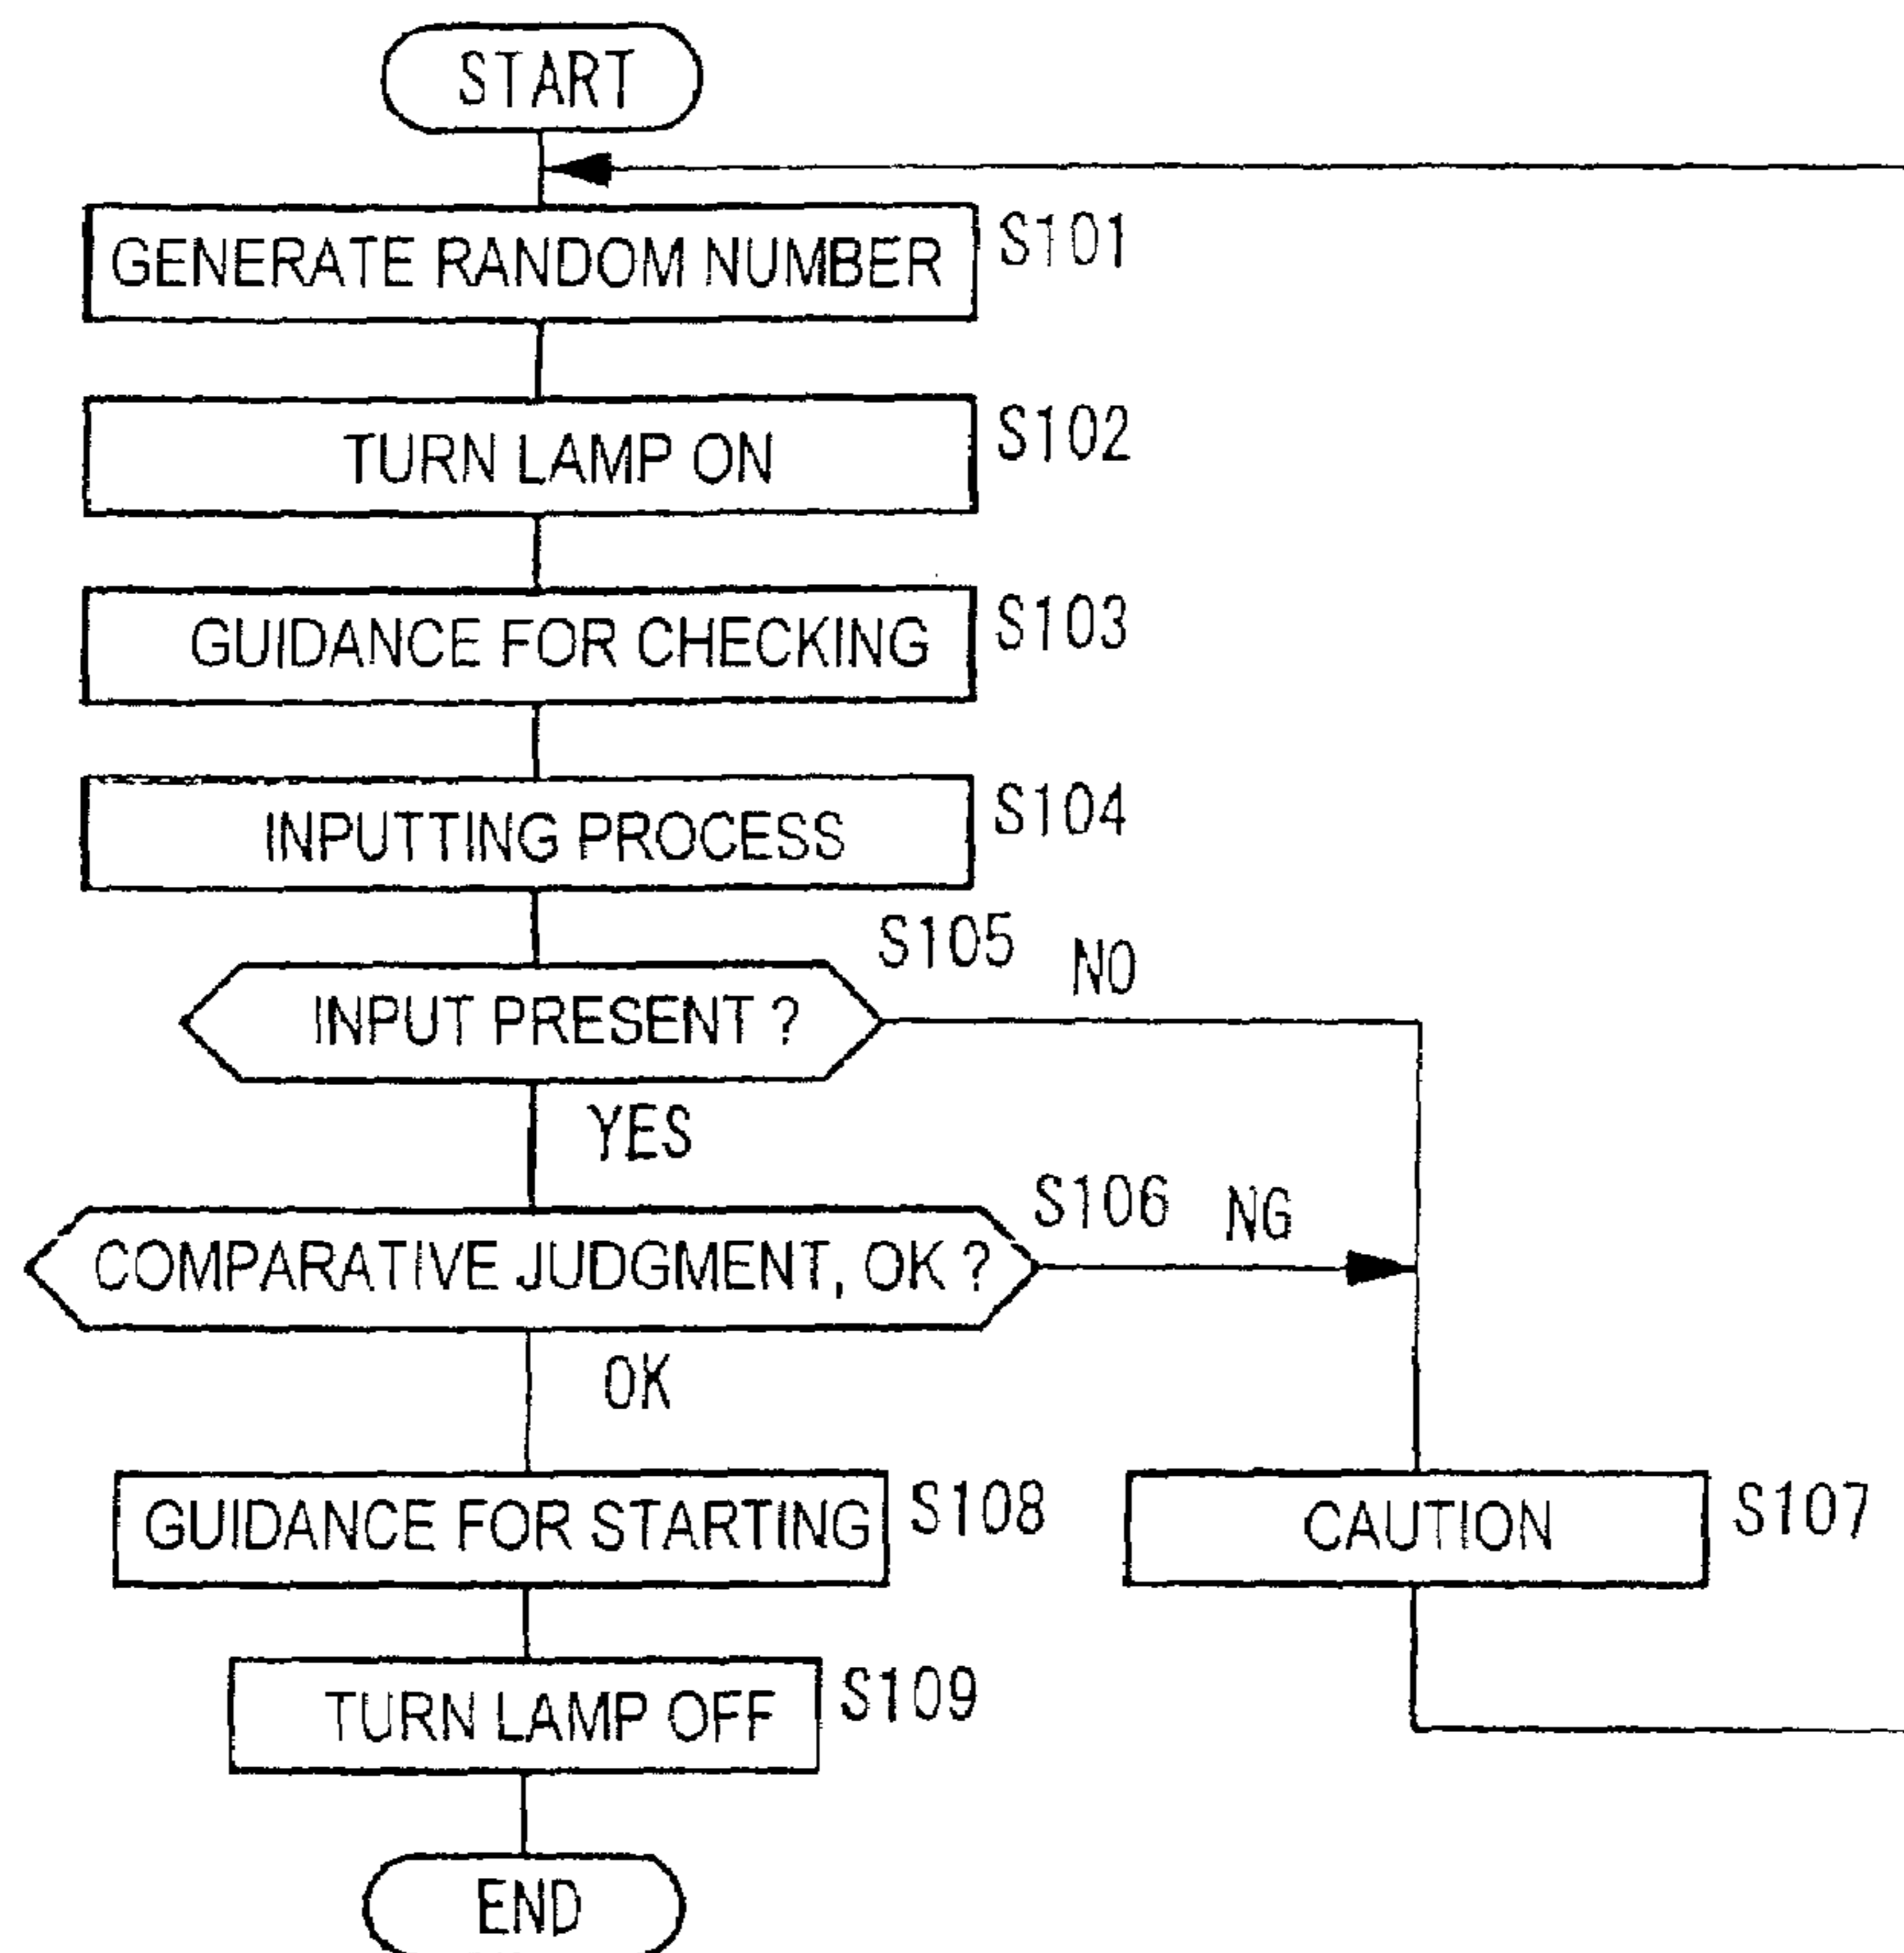 START
GENERATE RANDOM NUMBER S101
TURN LAMP ON S102
GUIDANCE FOR CHECKING S103
INPUTTING PROCESS S104
S105 NO
INPUT PRESENT ?
YES
S106 NG
COMPARATIVE JUDGMENT, OK ?
OK
GUIDANCE FOR STARTING S108
CAUTION S107
TURN LAMP OFF S109
END